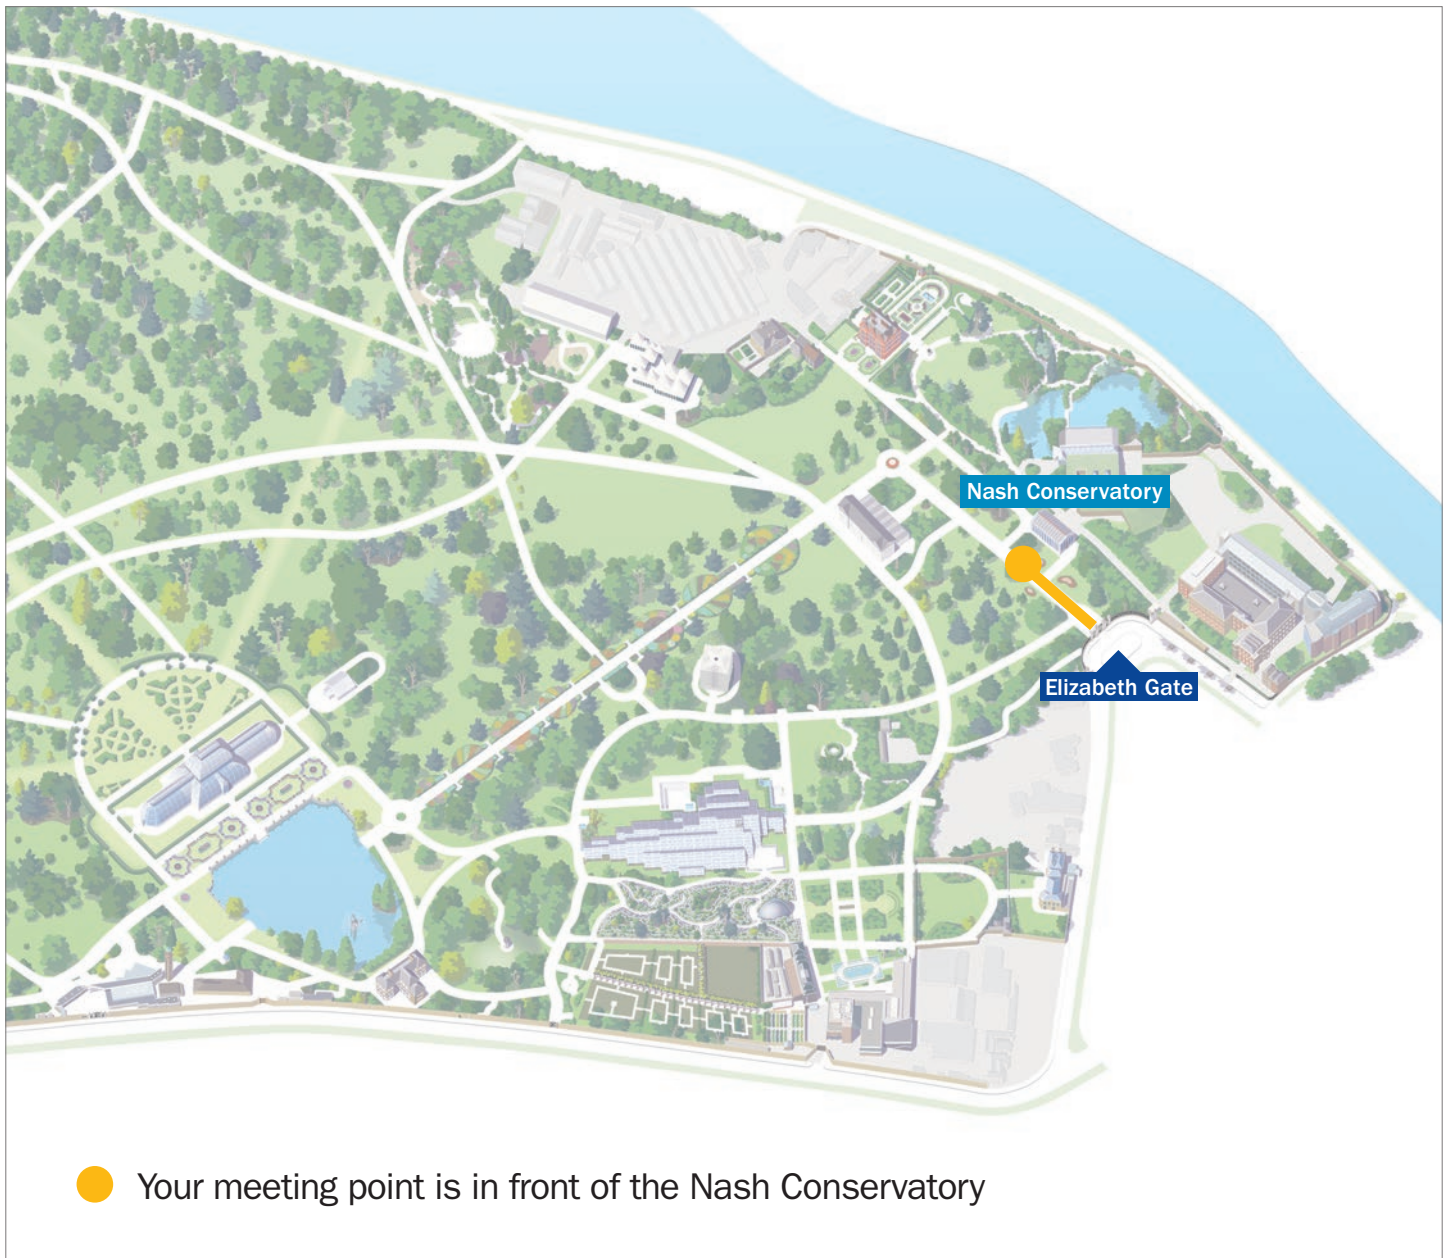 Nash Conservatory
Elizabeth Gate
Your meeting point is in front of the Nash Conservatory